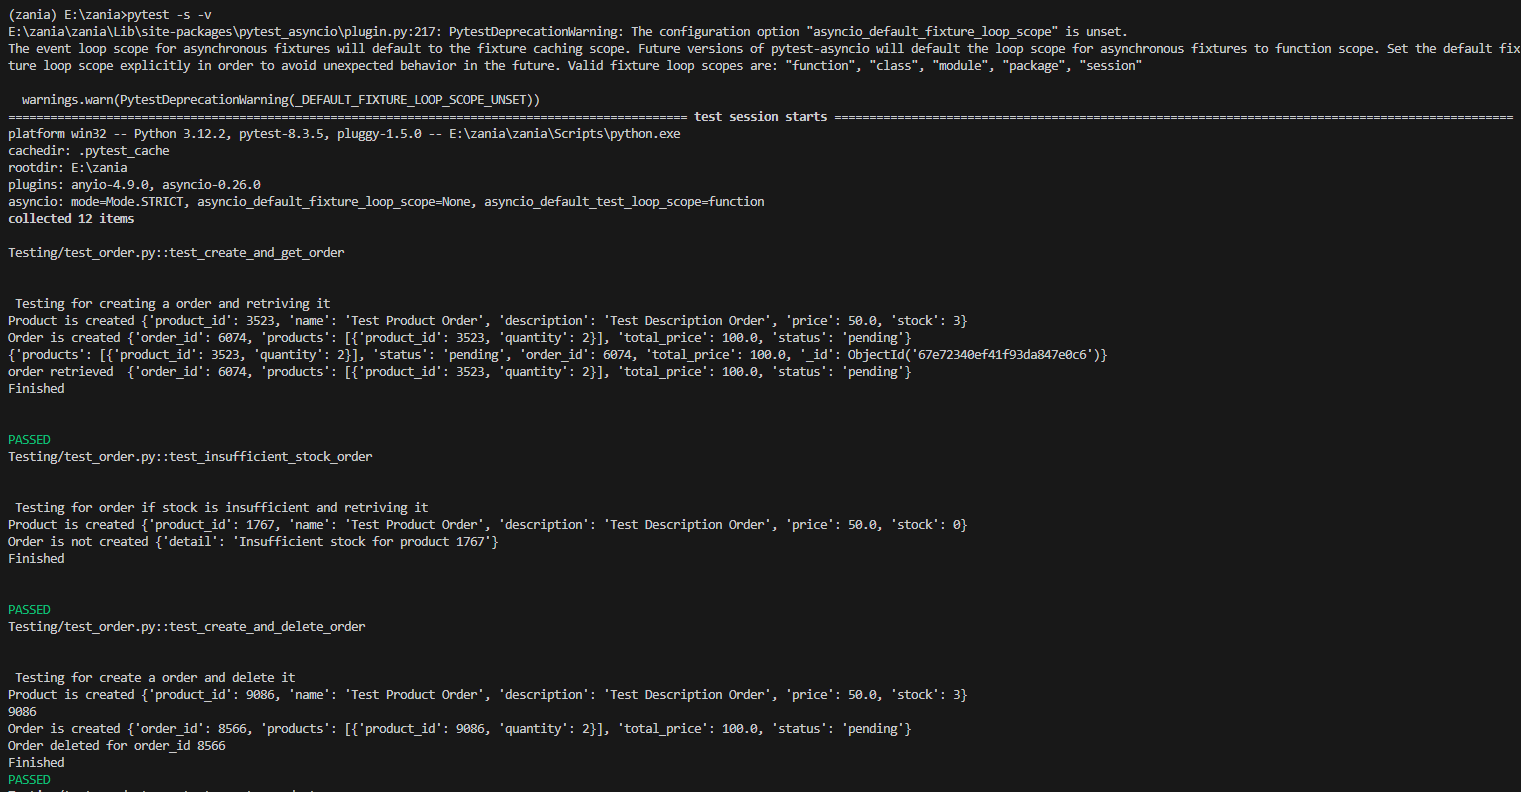 (zania) E:\zania>pytest -s -v
E:\zania\zania\Lib\site-packages\pytest_asyncio\plugin.py:217: PytestDeprecationWarning: The configuration option "asyncio_default_fixture_loop_scope" is unset.
The event loop scope for asynchronous fixtures will default to the fixture caching scope. Future versions of pytest-asyncio will default the loop scope for asynchronous fixtures to function scope. Set the default fix
ture loop scope explicitly in order to avoid unexpected behavior in the future. Valid fixture loop scopes are: "function", "class", "module", "package", "session"
  warnings.warn(PytestDeprecationWarning(_DEFAULT_FIXTURE_LOOP_SCOPE_UNSET))
================================================================================================= test session starts =================================================================================================
platform win32 -- Python 3.12.2, pytest-8.3.5, pluggy-1.5.0 -- E:\zania\zania\Scripts\python.exe
cachedir: .pytest_cache
rootdir: E:\zania
plugins: anyio-4.9.0, asyncio-0.26.0
asyncio: mode=Mode.STRICT, asyncio_default_fixture_loop_scope=None, asyncio_default_test_loop_scope=function
collected 12 items
Testing/test_order.py::test_create_and_get_order
 Testing for creating a order and retriving it
Product is created {'product_id': 3523, 'name': 'Test Product Order', 'description': 'Test Description Order', 'price': 50.0, 'stock': 3}
Order is created {'order_id': 6074, 'products': [{'product_id': 3523, 'quantity': 2}], 'total_price': 100.0, 'status': 'pending'}
{'products': [{'product_id': 3523, 'quantity': 2}], 'status': 'pending', 'order_id': 6074, 'total_price': 100.0, '_id': ObjectId('67e72340ef41f93da847e0c6')}
order retrieved  {'order_id': 6074, 'products': [{'product_id': 3523, 'quantity': 2}], 'total_price': 100.0, 'status': 'pending'}
Finished
PASSED
Testing/test_order.py::test_insufficient_stock_order
 Testing for order if stock is insufficient and retriving it
Product is created {'product_id': 1767, 'name': 'Test Product Order', 'description': 'Test Description Order', 'price': 50.0, 'stock': 0}
Order is not created {'detail': 'Insufficient stock for product 1767'}
Finished
PASSED
Testing/test_order.py::test_create_and_delete_order
 Testing for create a order and delete it
Product is created {'product_id': 9086, 'name': 'Test Product Order', 'description': 'Test Description Order', 'price': 50.0, 'stock': 3}
9086
Order is created {'order_id': 8566, 'products': [{'product_id': 9086, 'quantity': 2}], 'total_price': 100.0, 'status': 'pending'}
Order deleted for order_id 8566
Finished
PASSED